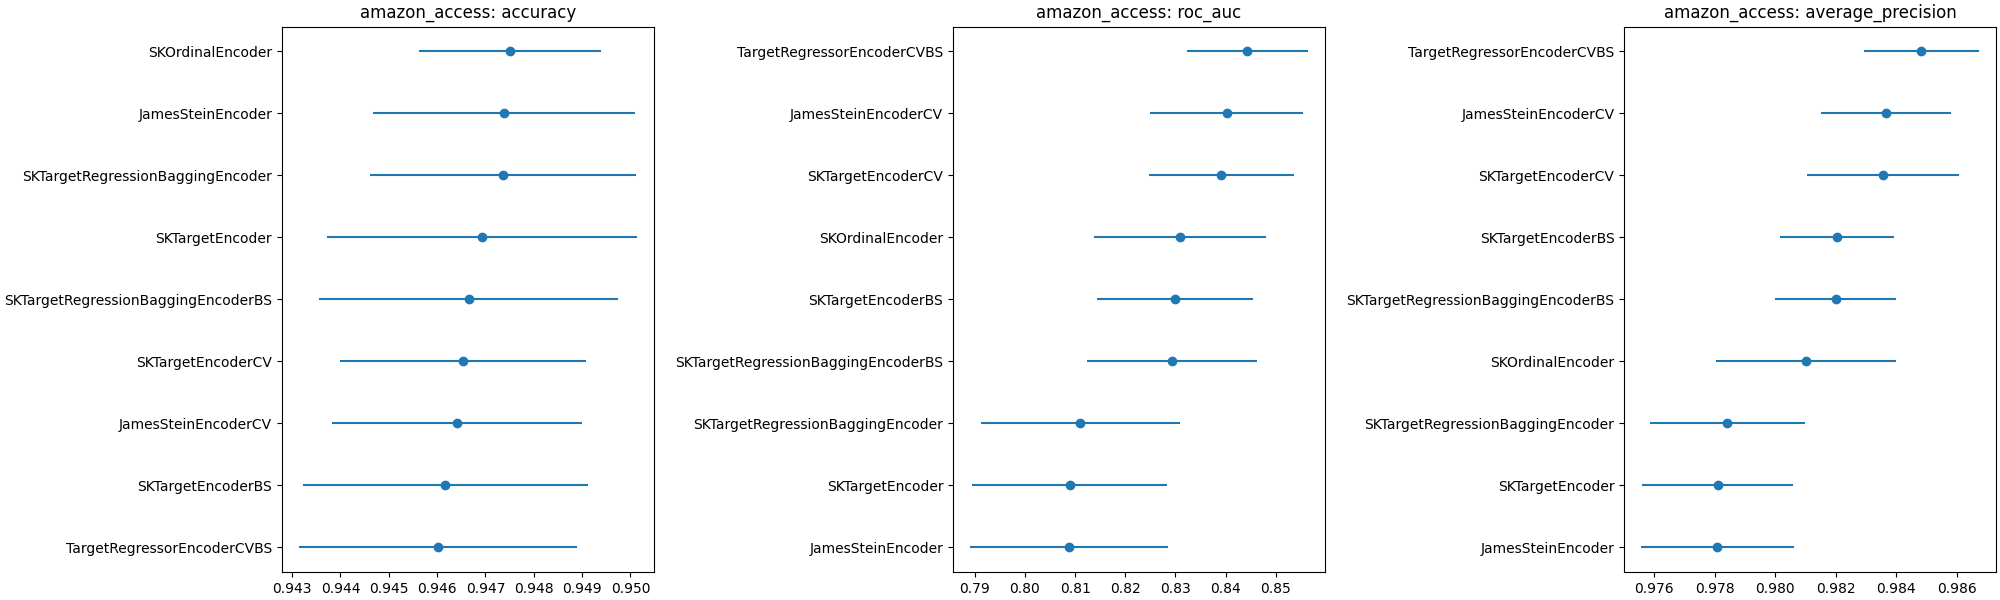 amazon_access: accuracy
SKOrdinalEncoder
JamesSteinEncoder
SKTargetRegressionBaggingEncoder
SKTargetEncoder
SKTargetRegressionBaggingEncoderBS
SKTargetEncoderCV
JamesSteinEncoderCV
SKTargetEncoderBS
TargetRegressorEncoderCVBS
0.943 0.944 0.945 0.946 0.947 0.948 0.949 0.950
amazon_access: roc_auc
TargetRegressorEncoderCVBS
JamesSteinEncoderCV
SKTargetEncoderCV
SKOrdinalEncoder
SKTargetEncoderBS
SKTargetRegressionBaggingEncoderBS
SKTargetRegressionBaggingEncoder
SKTargetEncoder
JamesSteinEncoder
0.79 0.80 0.81 0.82 0.83 0.84 0.85
amazon_access: average_precision
TargetRegressorEncoderCVBS
JamesSteinEncoderCV
SKTargetEncoderCV
SKTargetEncoderBS
SKTargetRegressionBaggingEncoderBS
SKOrdinalEncoder
SKTargetRegressionBaggingEncoder
SKTargetEncoder
JamesSteinEncoder
0.976 0.978 0.980 0.982 0.984 0.986